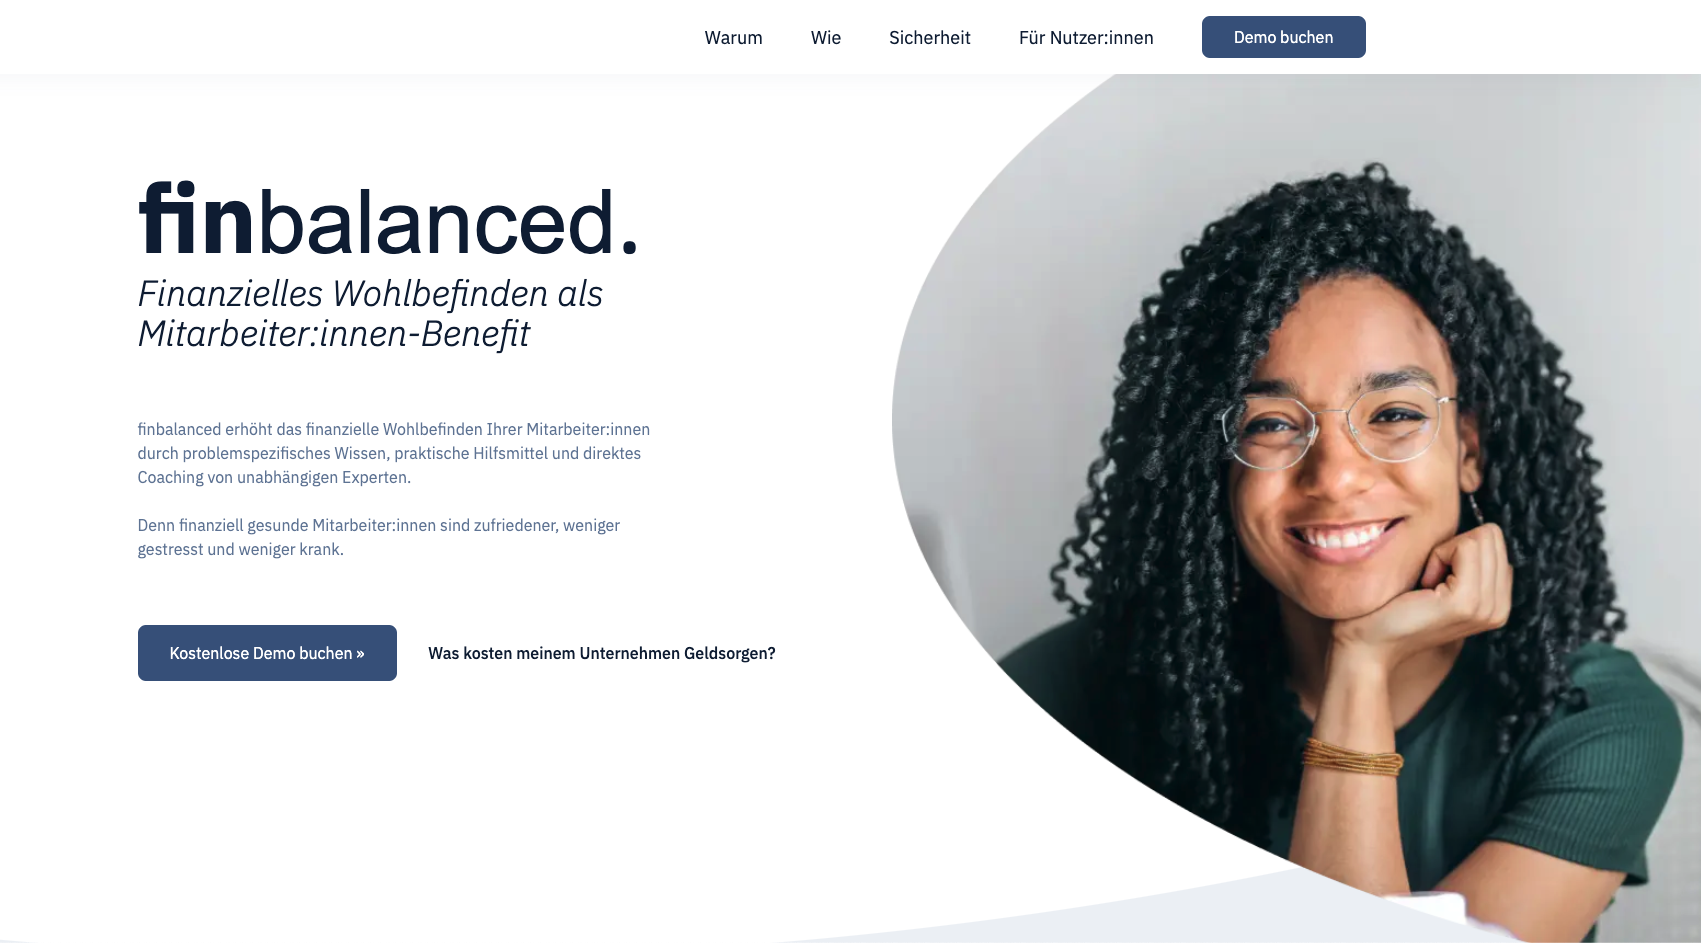 Warum
Wie
Sicherheit
Für Nutzer:innen
Demo buchen
finbalanced.
Finanzielles Wohlbefinden als
Mitarbeiter:innen-Benefit
finbalanced erhöht das finanzielle Wohlbefinden Ihrer Mitarbeiter:innen
durch problemspezifisches Wissen, praktische Hilfsmittel und direktes
Coaching von unabhängigen Experten.
Denn finanziell gesunde Mitarbeiter:innen sind zufriedener, weniger
gestresst und weniger krank.
Kostenlose Demo buchen »
Was kosten meinem Unternehmen Geldsorgen?